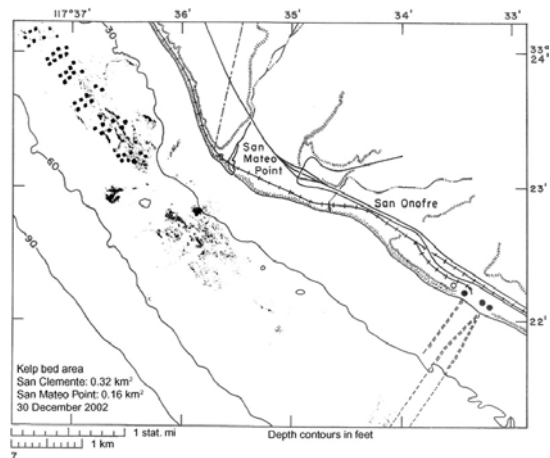 117°37' 36' 35' 34' 33'
33°
24'
30
San
Mateo
Point
23'
San Onofre
60
90
22'
Kelp bed area
San Clemente: 0.32 km²
San Mateo Point: 0.16 km²
30 December 2002
1 stat. mi
Depth contours in feet
1 km
7